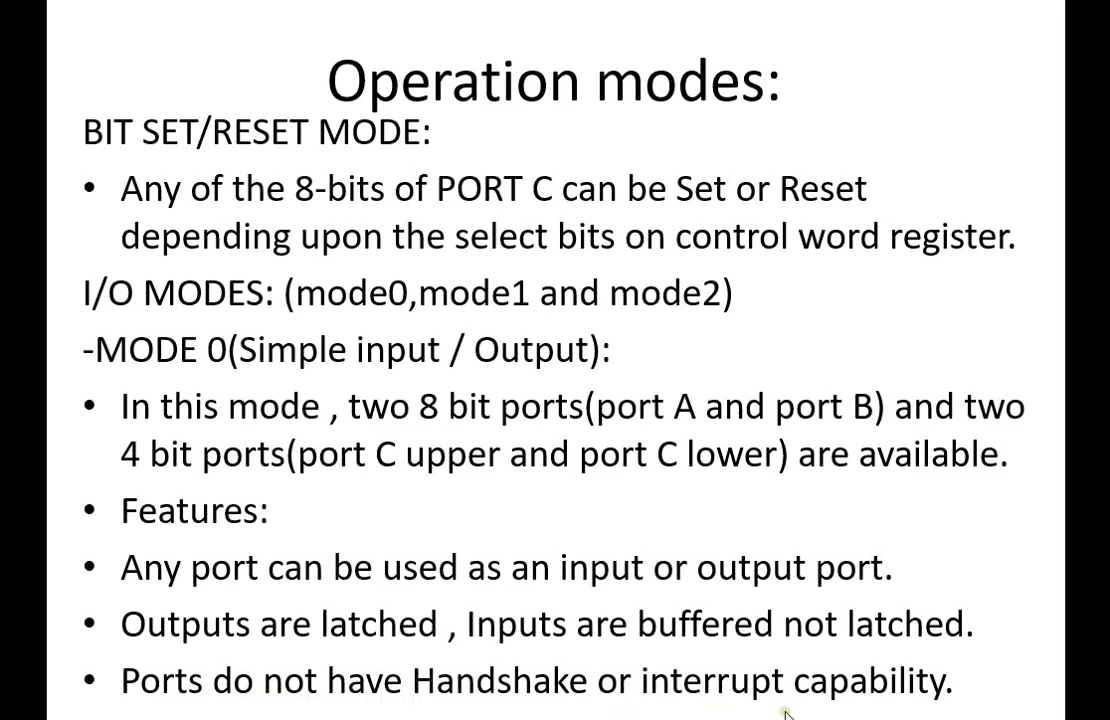 Operation modes:
BIT SET/RESET MODE:
• Any of the 8-bits of PORT C can be Set or Reset
depending upon the select bits on control word register.
I/O MODES: (mode0,mode1 and mode2)
-MODE 0(Simple input / Output):
• In this mode , two 8 bit ports(port A and port B) and two
4 bit ports(port C upper and port C lower) are available.
• Features:
• Any port can be used as an input or output port.
• Outputs are latched , Inputs are buffered not latched.
• Ports do not have Handshake or interrupt capability.